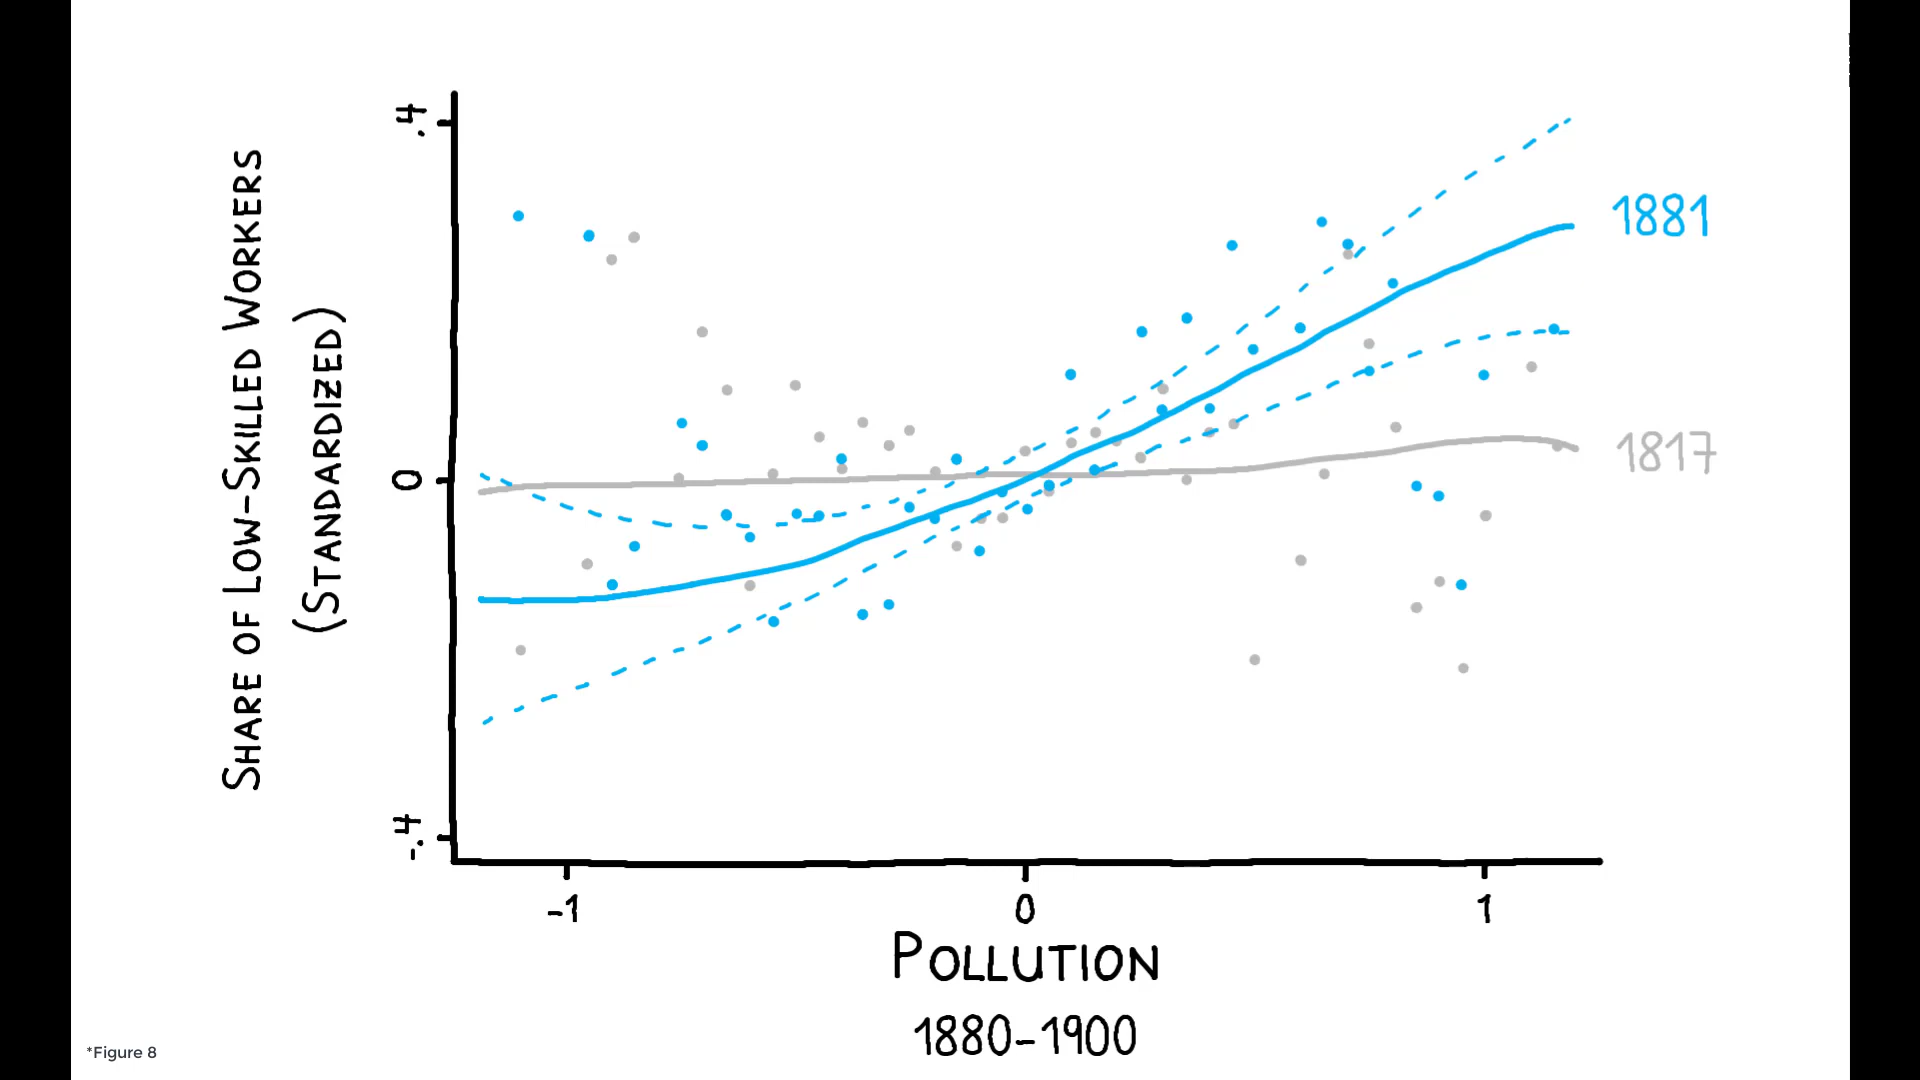 SHARE OF LOW-SKILLED WORKERS
(STANDARDIZED)
.4
0
-.4
1881
1817
-1 0 1
POLLUTION
1880-1900
*Figure 8